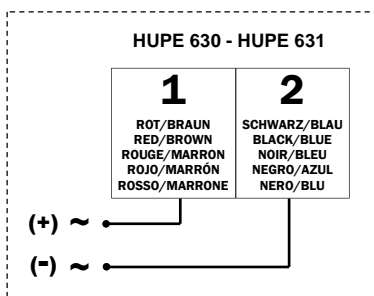 HUPE 630 - HUPE 631
1
ROT/BRAUN
RED/BROWN
ROUGE/MARRON
ROJO/MARRÓN
ROSSO/MARRONE
2
SCHWARZ/BLAU
BLACK/BLUE
NOIR/BLEU
NEGRO/AZUL
NERO/BLU
(+) ~
(-) ~